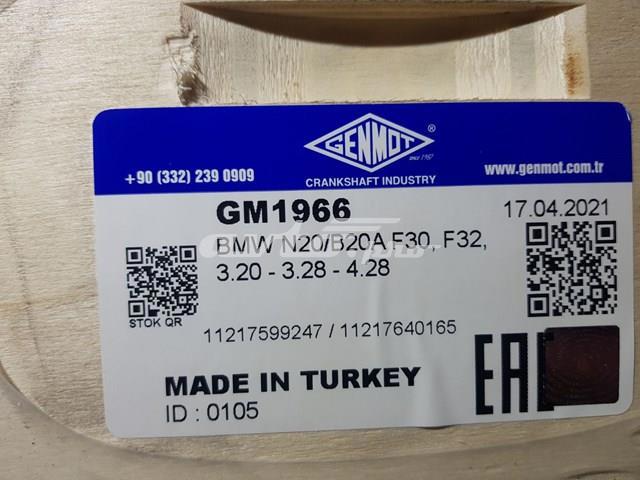 GENMOT
®
SINCE 1967
CRANKSHAFT INDUSTRY
+90 (332) 239 0909
www.genmot.com.tr
GM1966
17.04.2021
BMW N20/B20A F30, F32,
3.20 - 3.28 - 4.28
STOK QR
11217599247 / 11217640165
MADE IN TURKEY
ID : 0105
EAC